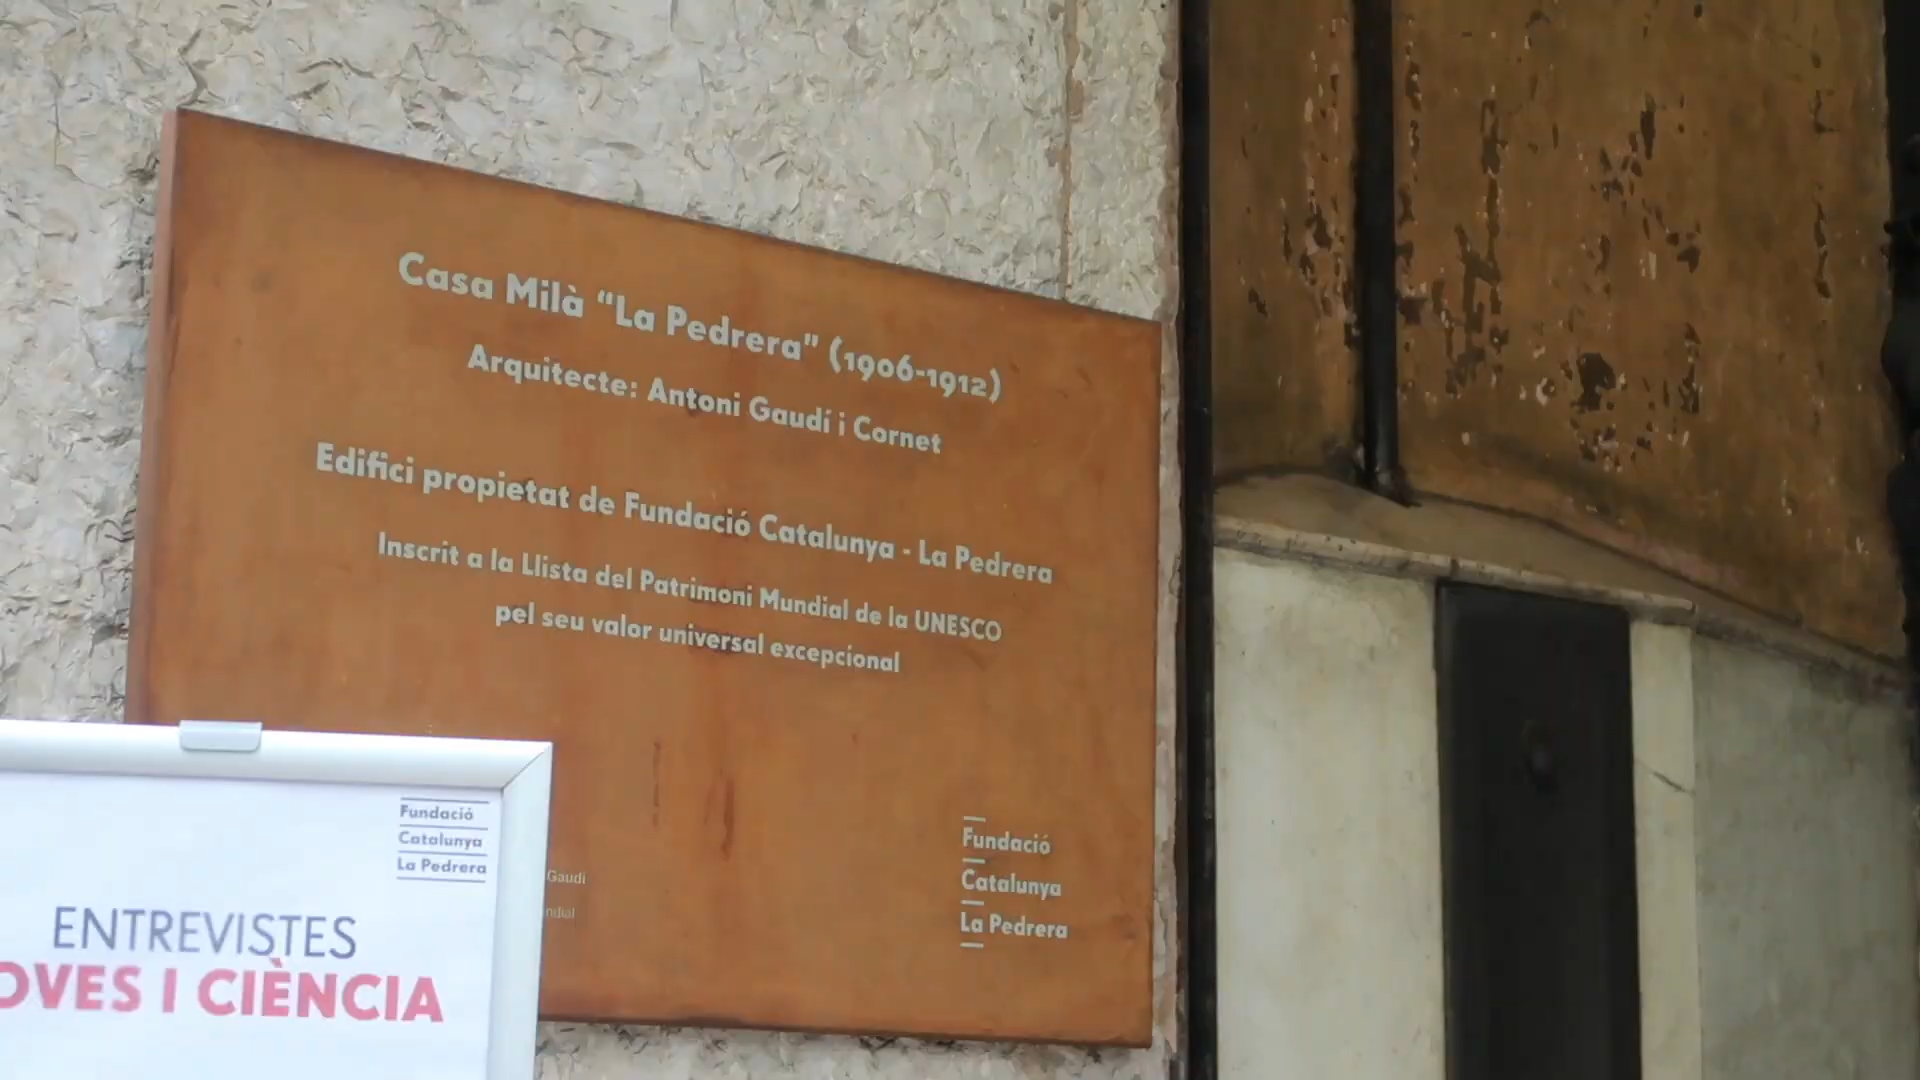 Casa Milà “La Pedrera” (1906-1912)
Arquitecte: Antoni Gaudí i Cornet
Edifici propietat de Fundació Catalunya - La Pedrera
Inscrit a la Llista del Patrimoni Mundial de la UNESCO
pel seu valor universal excepcional
Gaudí
Fundació
Catalunya
La Pedrera
Fundació
Catalunya
La Pedrera
ENTREVISTES
OVES I CIÈNCIA